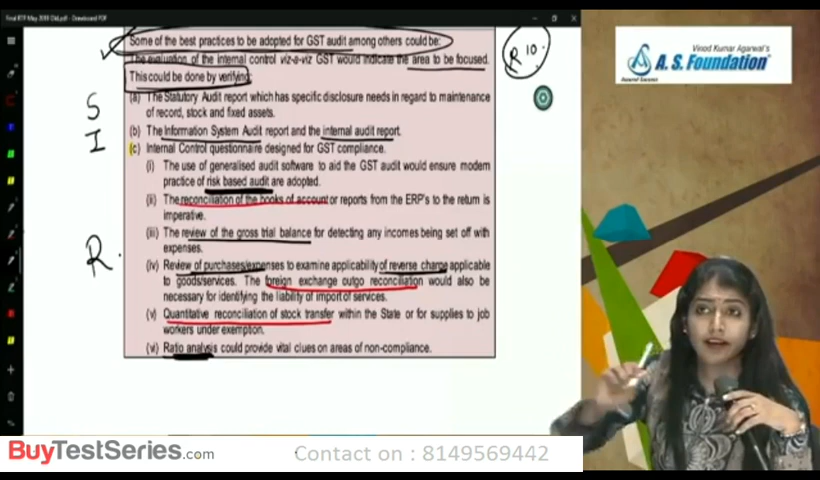 Final RTP May 2018 Old.pdf - Drawboard PDF
Some of the best practices to be adopted for GST audit among others could be:
The evaluation of the internal control viz-a-viz GST would indicate the area to be focused.
This could be done by verifying:
R 10.
S
(a) The Statutory Audit report which has specific disclosure needs in regard to maintenance
of record, stock and fixed assets.
I
(b) The Information System Audit report and the internal audit report.
(c) Internal Control questionnaire designed for GST compliance.
(i) The use of generalised audit software to aid the GST audit would ensure modern
practice of risk based audit are adopted.
(ii) The reconciliation of the books of account or reports from the ERP's to the return is
imperative.
(iii) The review of the gross trial balance for detecting any incomes being set off with
expenses.
R.
(iv) Review of purchases/expenses to examine applicability of reverse charge applicable
to goods/services. The foreign exchange outgo reconciliation would also be
necessary for identifying the liability of import of services.
(v) Quantitative reconciliation of stock transfer within the State or for supplies to job
workers under exemption.
(vi) Ratio analysis could provide vital clues on areas of non-compliance.
Vinod Kumar Agarwal's
A. S. Foundation
BuyTestSeries.com
Contact on : 8149569442